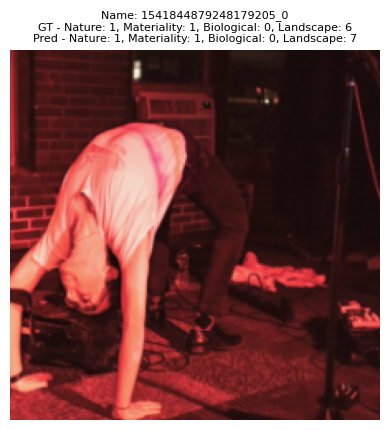 Name: 1541844879248179205_0
GT - Nature: 1, Materiality: 1, Biological: 0, Landscape: 6
Pred - Nature: 1, Materiality: 1, Biological: 0, Landscape: 7